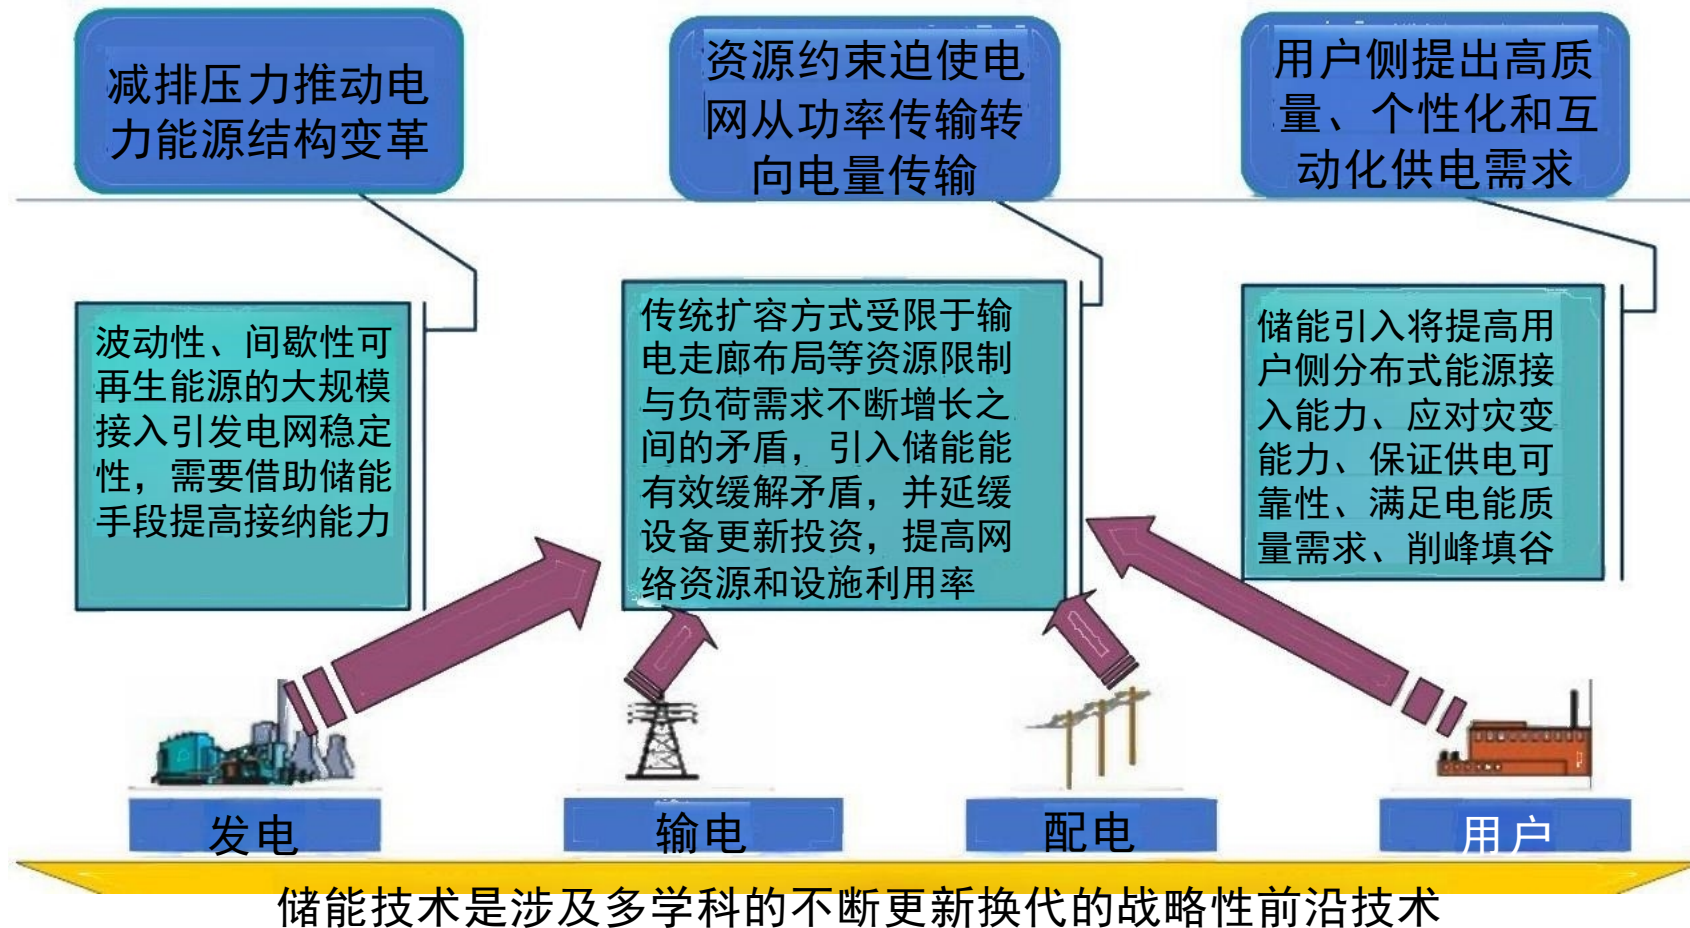 减排压力推动电
力能源结构变革
资源约束迫使电
网从功率传输转
向电量传输
用户侧提出高质
量、个性化和互
动化供电需求
波动性、间歇性可
再生能源的大规模
接入引发电网稳定
性，需要借助储能
手段提高接纳能力
传统扩容方式受限于输
电走廊布局等资源限制
与负荷需求不断增长之
间的矛盾，引入储能能
有效缓解矛盾，并延缓
设备更新投资，提高网
络资源和设施利用率
储能引入将提高用
户侧分布式能源接
入能力、应对灾变
能力、保证供电可
靠性、满足电能质
量需求、削峰填谷
发电
输电
配电
用户
储能技术是涉及多学科的不断更新换代的战略性前沿技术